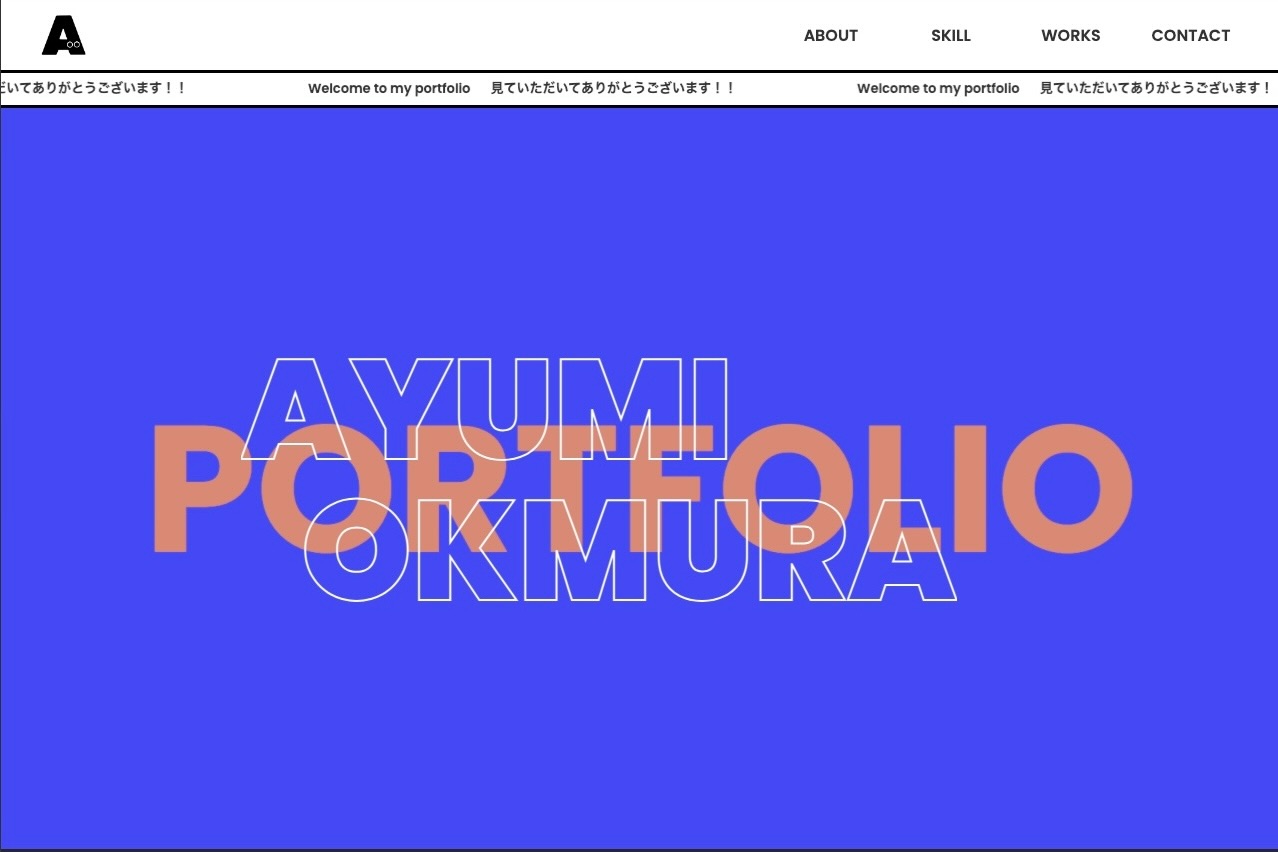 A
ABOUT SKILL WORKS CONTACT
だいてありがとうございます！！ Welcome to my portfolio 見ていただいてありがとうございます！！ Welcome to my portfolio 見ていただいてありがとうございます！
AYUMI
PORTFOLIO
OKMURA